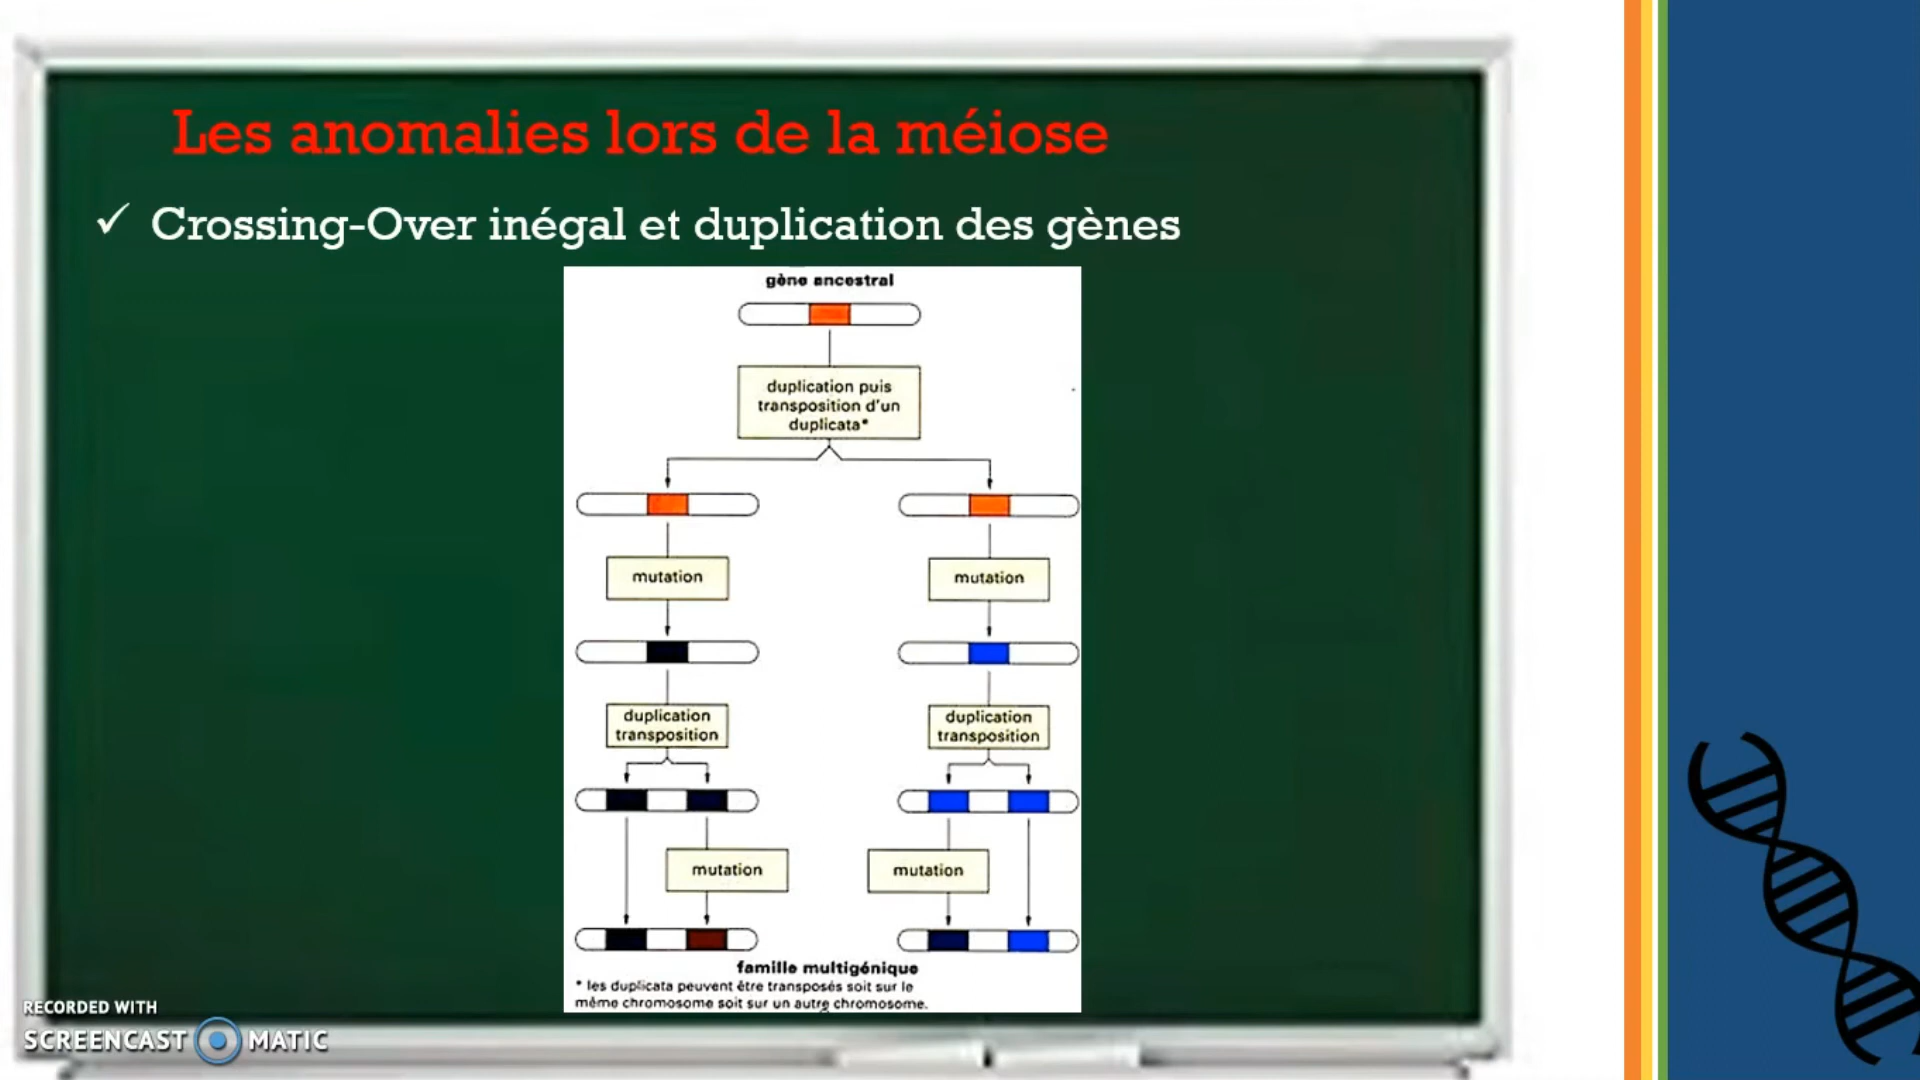 Les anomalies lors de la méiose
✓ Crossing-Over inégal et duplication des gènes
gène ancestral
duplication puis
transposition d'un
duplicata*
mutation
mutation
duplication
transposition
duplication
transposition
mutation
mutation
famille multigénique
* les duplicata peuvent être transposés soit sur le
même chromosome soit sur un autre chromosome.
RECORDED WITH
SCREENCAST MATIC